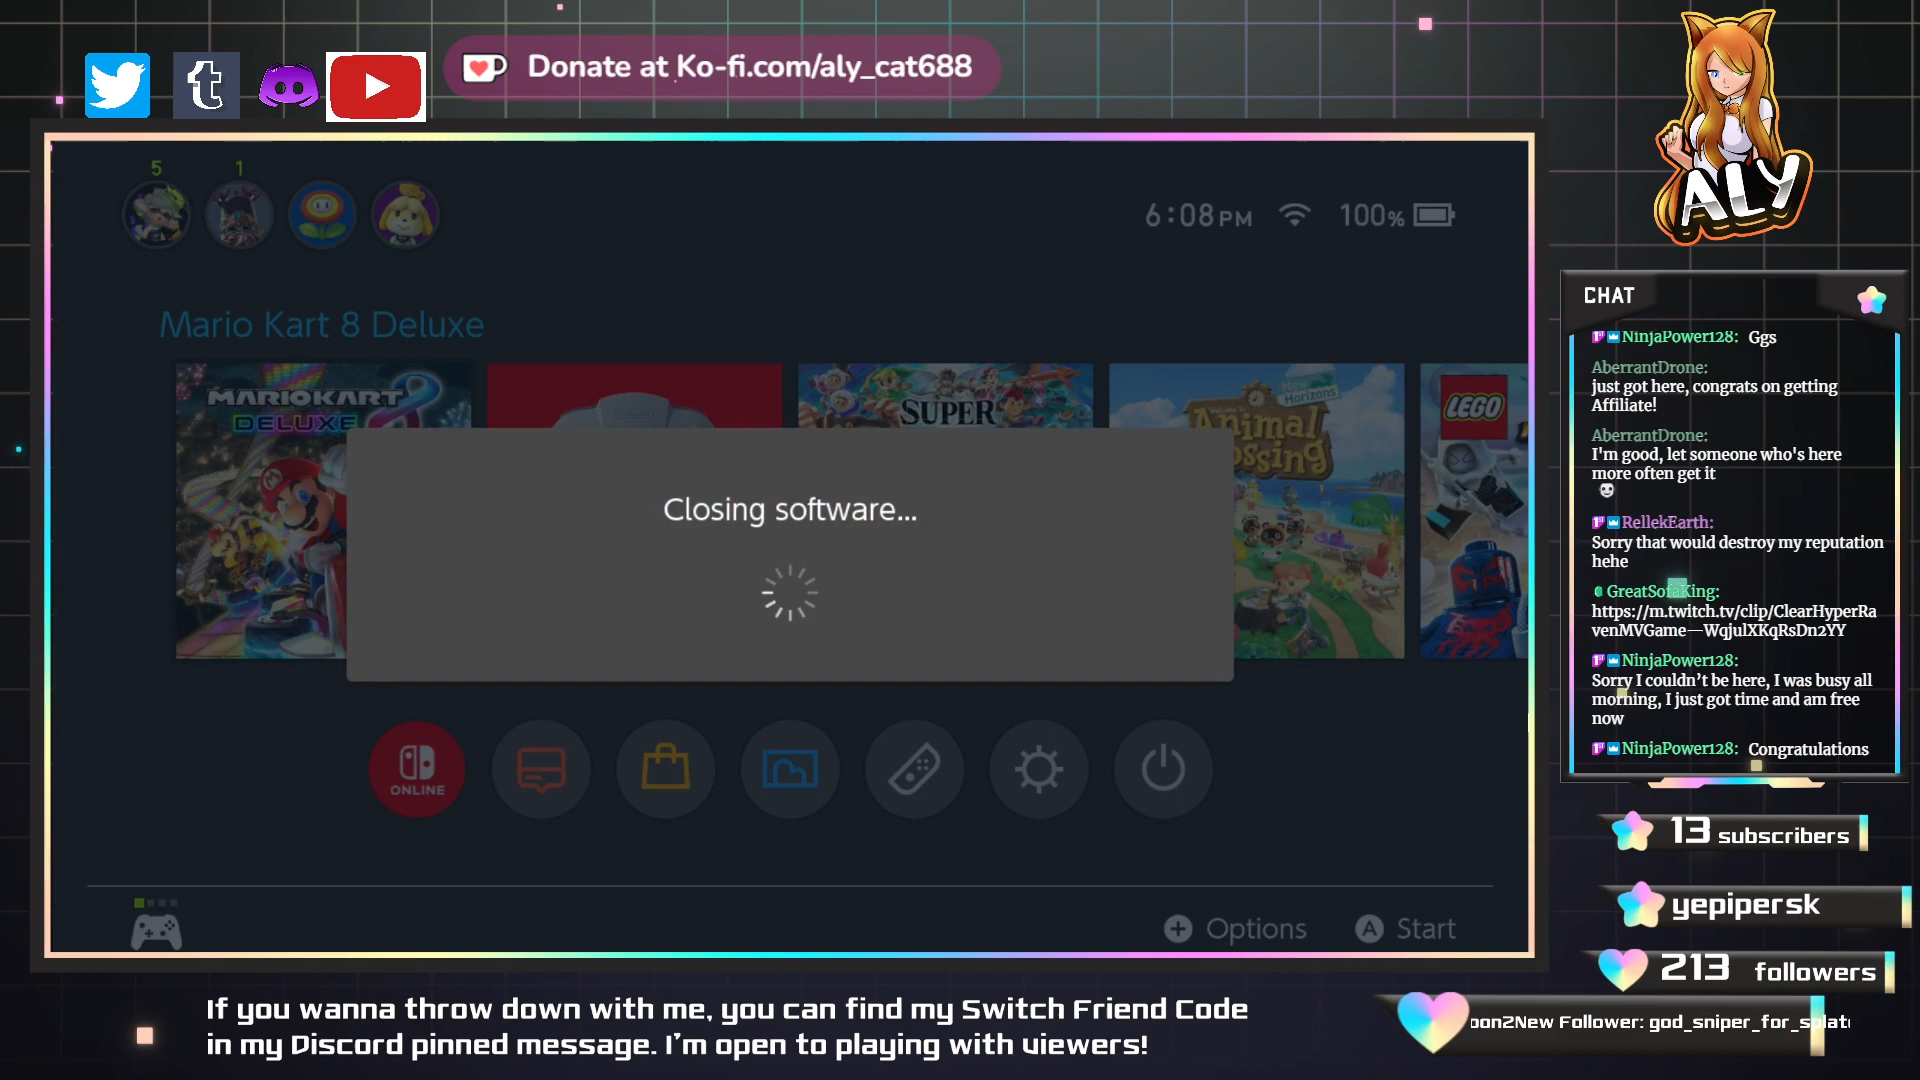 Donate at Ko-fi.com/aly_cat688
ALY
5
1
6:08 PM
100%
Mario Kart 8 Deluxe
MARIOKART 8
DELUXE
SUPER
New Horizons
Animal
ssing
LEGO
Closing software...
ONLINE
Options
A Start
CHAT
NinjaPower128: Ggs
AberrantDrone:
just got here, congrats on getting
Affiliate!
AberrantDrone:
I'm good, let someone who's here
more often get it
RellekEarth:
Sorry that would destroy my reputation
hehe
GreatSofaKing:
https://m.twitch.tv/clip/ClearHyperRa
venMVGame—WqjulXKqRsDn2YY
NinjaPower128:
Sorry I couldn't be here, I was busy all
morning, I just got time and am free
now
NinjaPower128: Congratulations
13 subscribers
yepipersk
213 followers
oon2New Follower: god_sniper_for_splat
If you wanna throw down with me, you can find my Switch Friend Code
in my Discord pinned message. I'm open to playing with viewers!